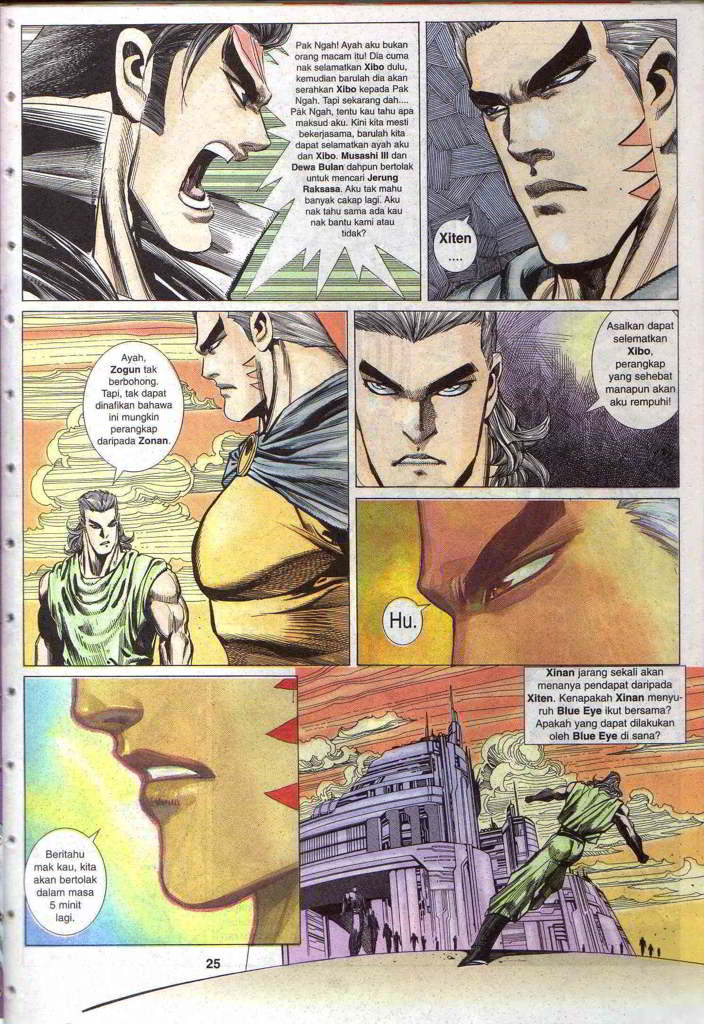 Pak Ngah! Ayah aku bukan
orang macam itu! Dia cuma
nak selamatkan Xibo dulu,
kemudian barulah dia akan
serahkan Xibo kepada Pak
Ngah. Tapi sekarang dah....
Pak Ngah, tentu kau tahu apa
maksud aku. Kini kita mesti
bekerjasama, barulah kita
dapat selamatkan ayah aku
dan Xibo. Musashi III dan
Dewa Bulan dahpun bertolak
untuk mencari Jerung
Raksasa. Aku tak mahu
banyak cakap lagi. Aku
nak tahu sama ada kau
nak bantu kami atau
tidak?
Xiten
....
Ayah,
Zogun tak
berbohong.
Tapi, tak dapat
dinafikan bahawa
ini mungkin
perangkap
daripada Zonan.
Asalkan dapat
selematkan
Xibo,
perangkap
yang sehebat
manapun akan
aku rempuhi!
Hu.
Beritahu
mak kau, kita
akan bertolak
dalam masa
5 minit
lagi.
Xinan jarang sekali akan
menanya pendapat daripada
Xiten. Kenapakah Xinan menyu-
ruh Blue Eye ikut bersama?
Apakah yang dapat dilakukan
oleh Blue Eye di sana?
25